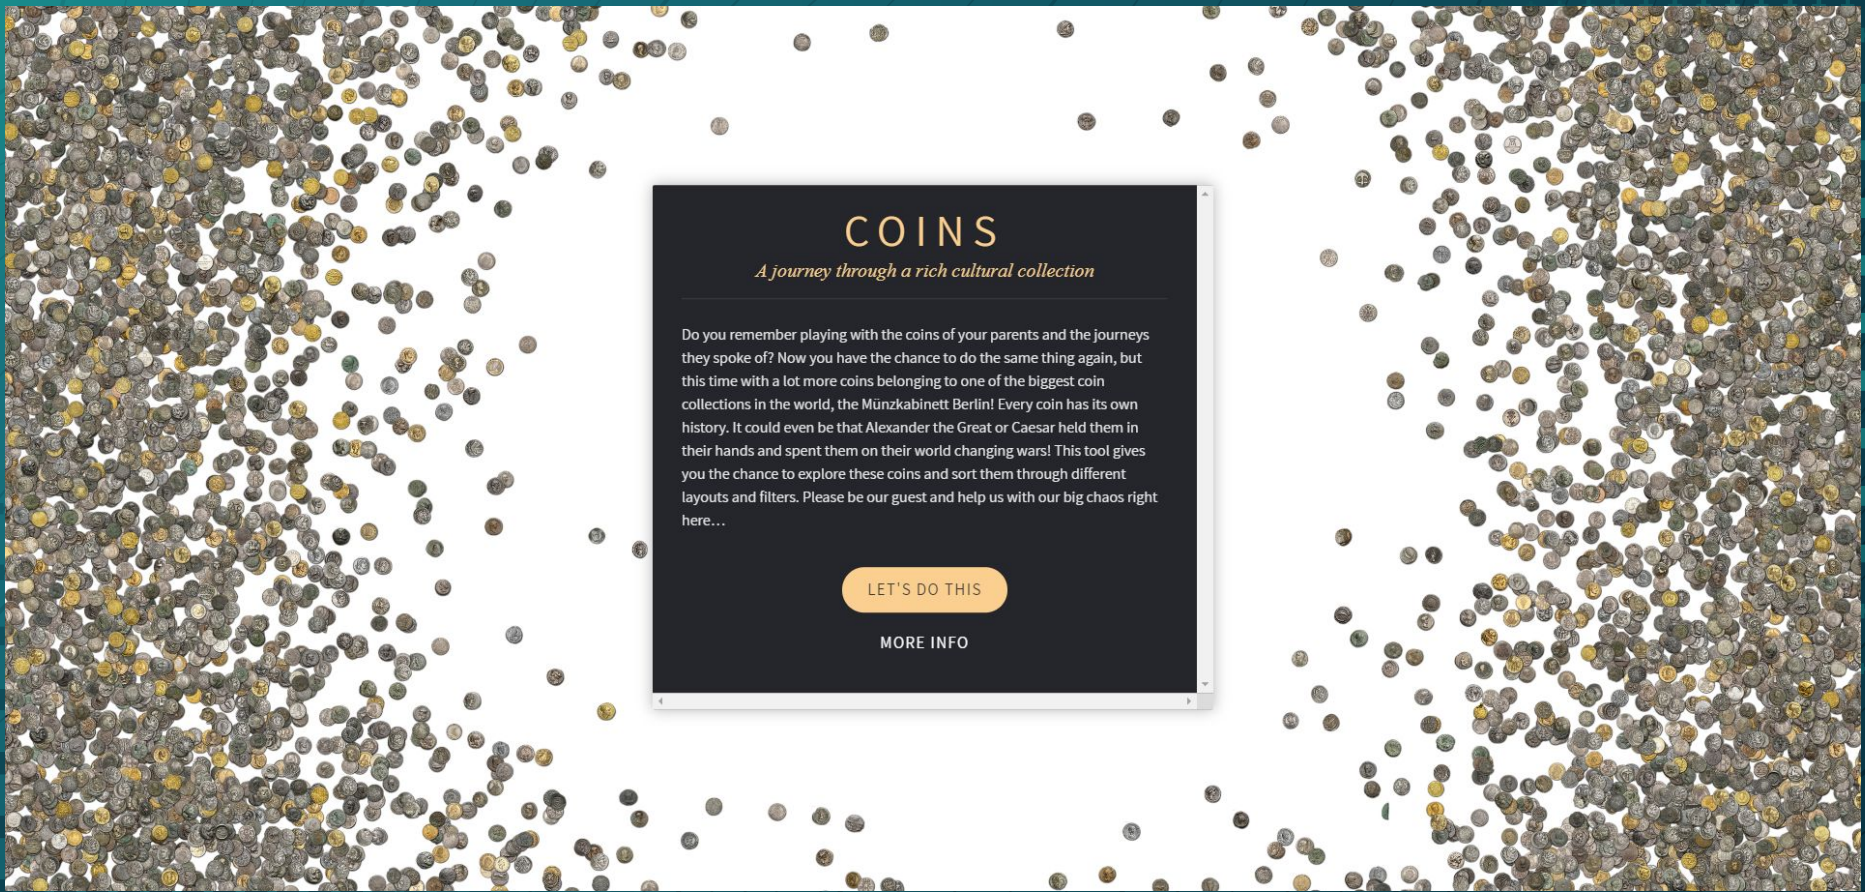 COINS
A journey through a rich cultural collection
Do you remember playing with the coins of your parents and the journeys
they spoke of? Now you have the chance to do the same thing again, but
this time with a lot more coins belonging to one of the biggest coin
collections in the world, the Münzkabinett Berlin! Every coin has its own
history. It could even be that Alexander the Great or Caesar held them in
their hands and spent them on their world changing wars! This tool gives
you the chance to explore these coins and sort them through different
layouts and filters. Please be our guest and help us with our big chaos right
here…
LET'S DO THIS
MORE INFO